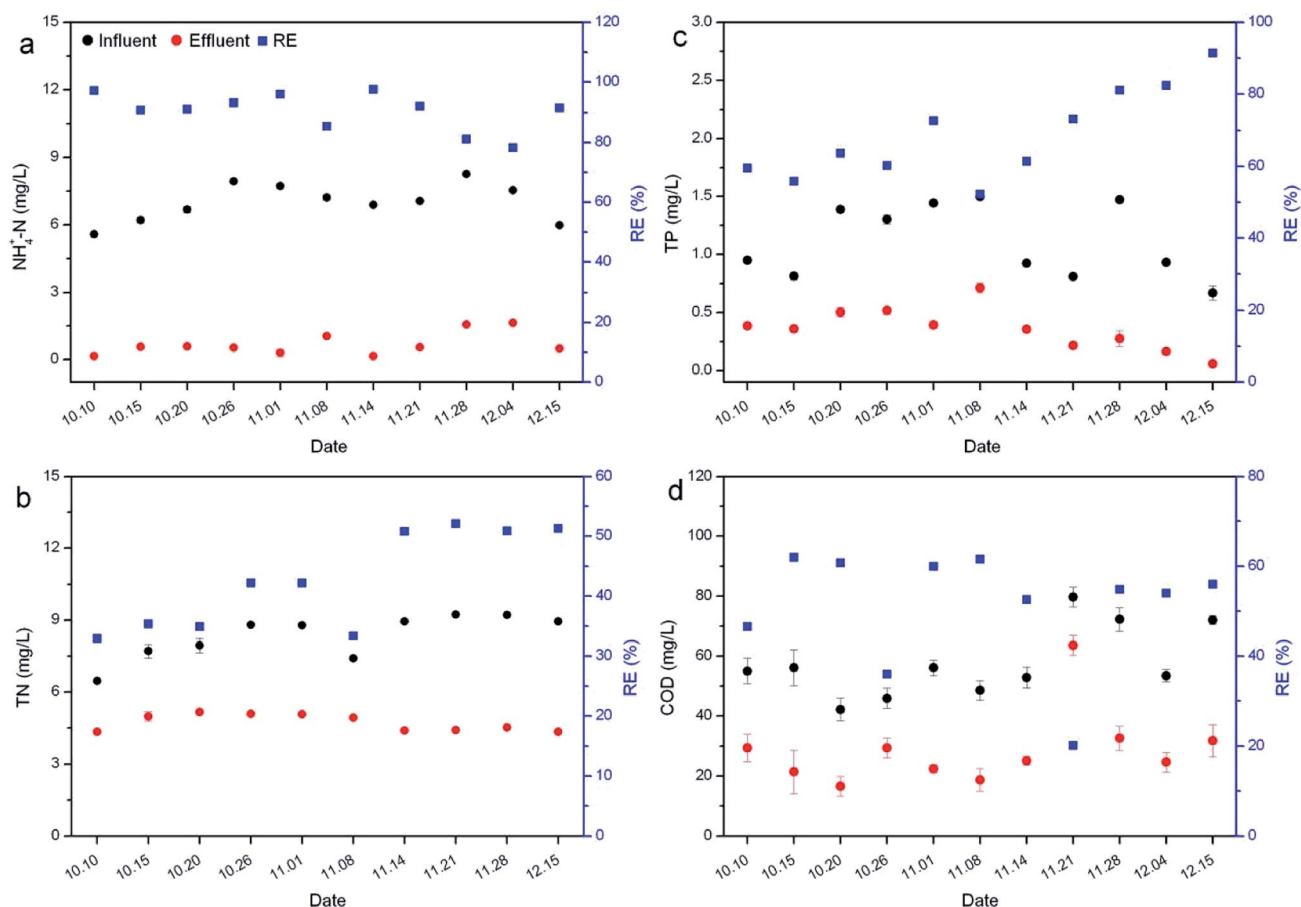 a
Influent Effluent RE
NH₄⁺-N (mg/L)
15
12
9
6
3
0
RE (%)
120
100
80
60
40
20
0
10.10 10.15 10.20 10.26 11.01 11.08 11.14 11.21 11.28 12.04 12.15
Date
c
TP (mg/L)
3.0
2.5
2.0
1.5
1.0
0.5
0.0
RE (%)
100
80
60
40
20
0
10.10 10.15 10.20 10.26 11.01 11.08 11.14 11.21 11.28 12.04 12.15
Date
b
TN (mg/L)
15
12
9
6
3
0
RE (%)
60
50
40
30
20
10
0
10.10 10.15 10.20 10.26 11.01 11.08 11.14 11.21 11.28 12.15
Date
d
COD (mg/L)
120
100
80
60
40
20
0
RE (%)
80
60
40
20
0
10.10 10.15 10.20 10.26 11.01 11.08 11.14 11.21 11.28 12.04 12.15
Date